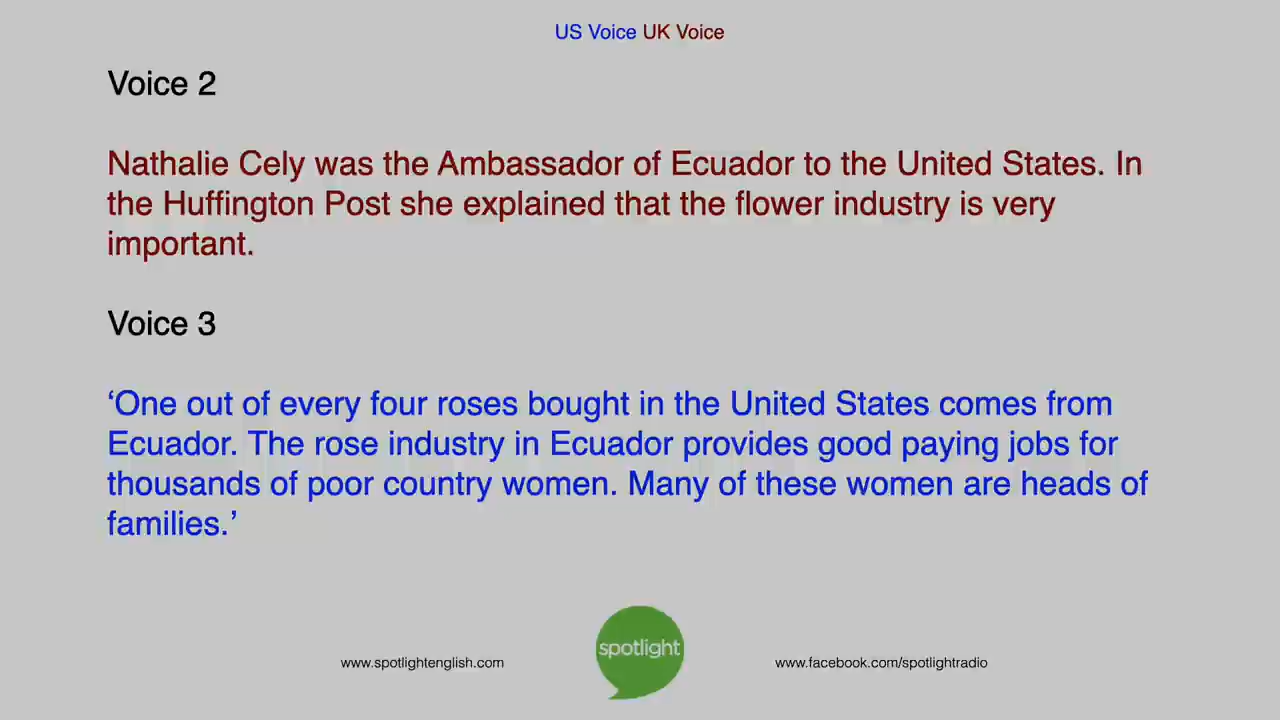 US Voice UK Voice
Voice 2
Nathalie Cely was the Ambassador of Ecuador to the United States. In
the Huffington Post she explained that the flower industry is very
important.
Voice 3
‘One out of every four roses bought in the United States comes from
Ecuador. The rose industry in Ecuador provides good paying jobs for
thousands of poor country women. Many of these women are heads of
families.’
spotlight
www.spotlightenglish.com
www.facebook.com/spotlightradio